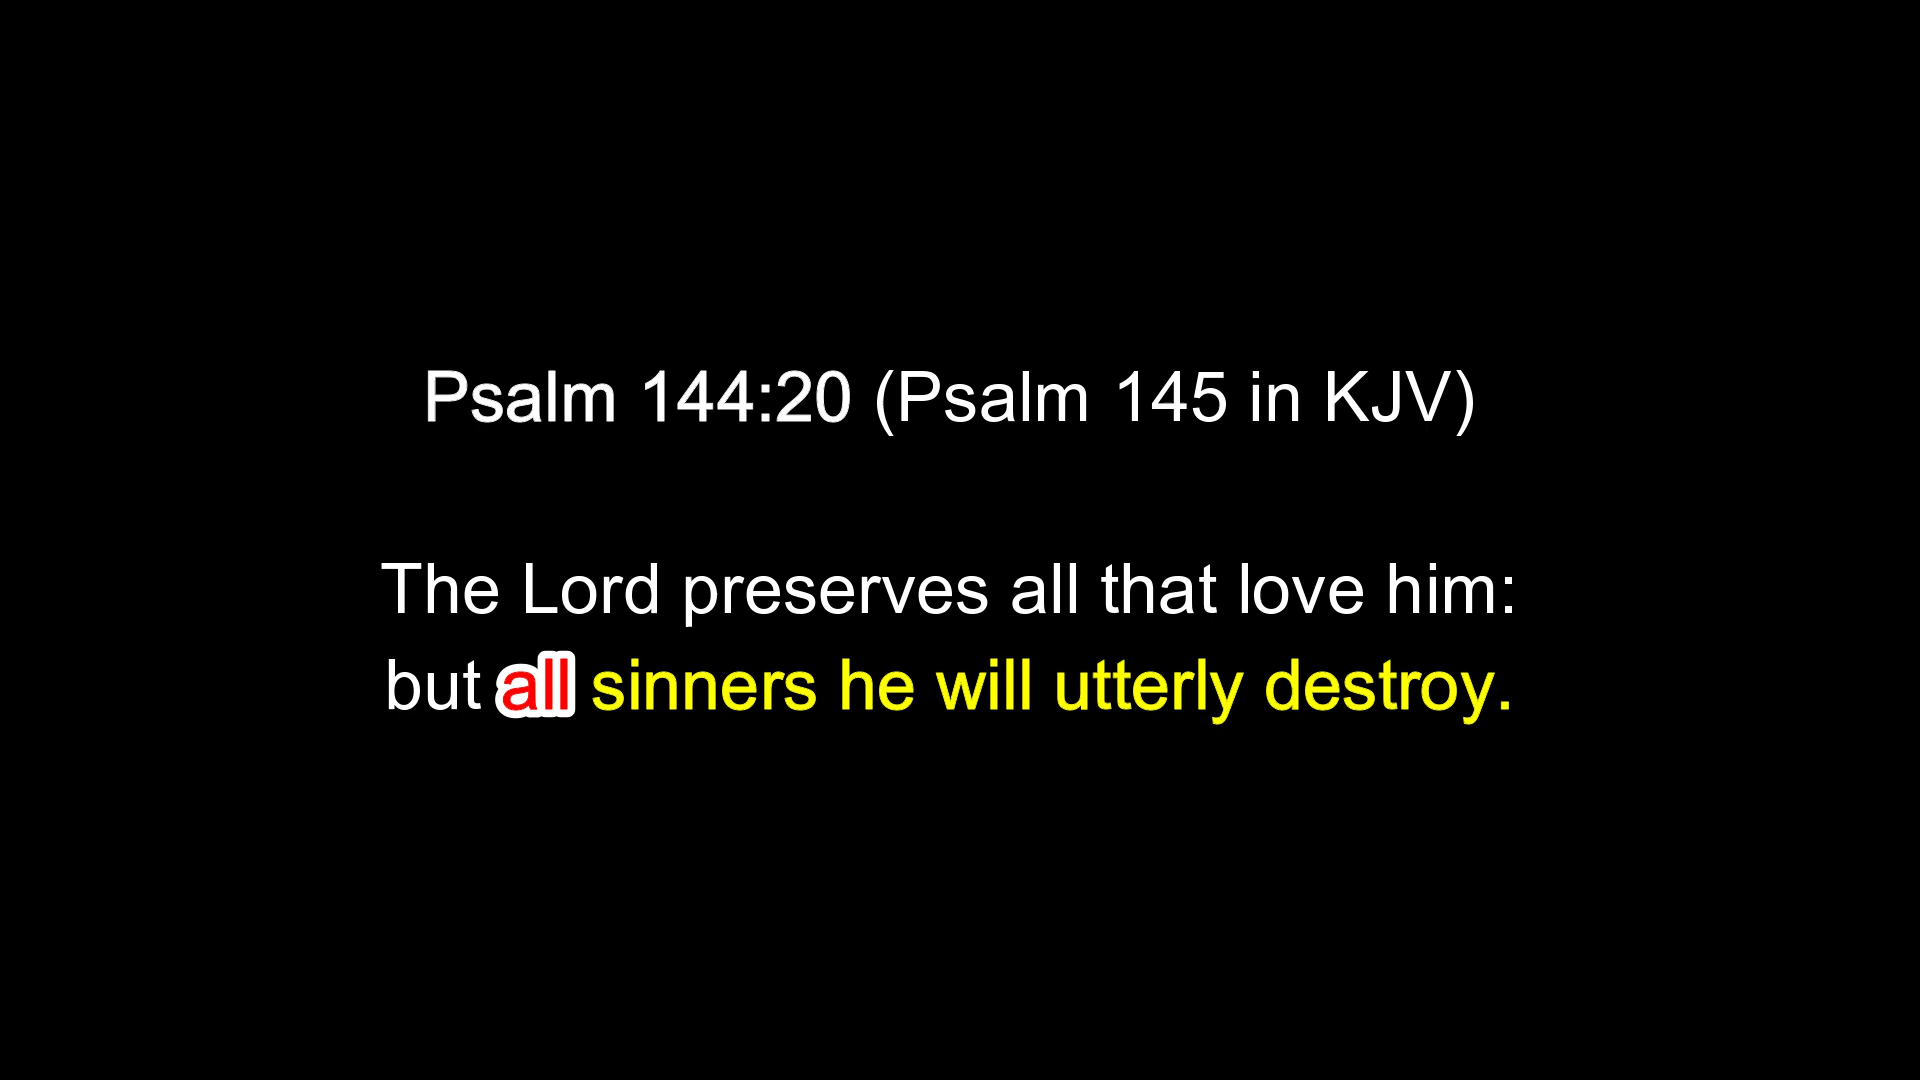 Psalm 144:20 (Psalm 145 in KJV)
The Lord preserves all that love him:
but all sinners he will utterly destroy.